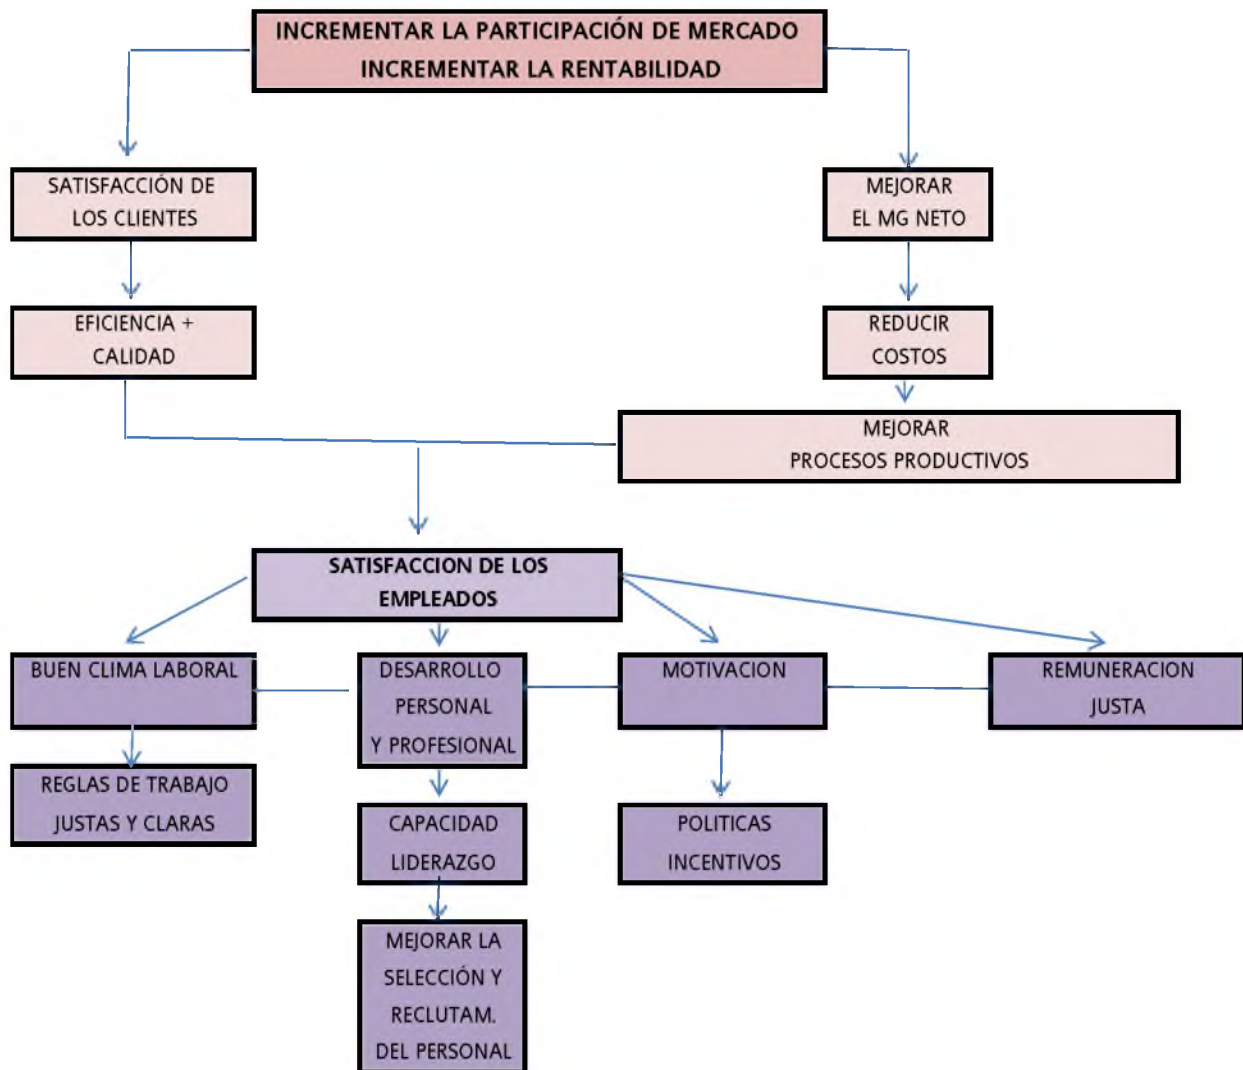 INCREMENTAR LA PARTICIPACIÓN DE MERCADO
INCREMENTAR LA RENTABILIDAD
SATISFACCIÓN DE
LOS CLIENTES
MEJORAR
EL MG NETO
EFICIENCIA +
CALIDAD
REDUCIR
COSTOS
MEJORAR
PROCESOS PRODUCTIVOS
SATISFACCION DE LOS
EMPLEADOS
BUEN CLIMA LABORAL
DESARROLLO
PERSONAL
Y PROFESIONAL
MOTIVACION
REMUNERACION
JUSTA
REGLAS DE TRABAJO
JUSTAS Y CLARAS
CAPACIDAD
LIDERAZGO
POLITICAS
INCENTIVOS
MEJORAR LA
SELECCIÓN Y
RECLUTAM.
DEL PERSONAL